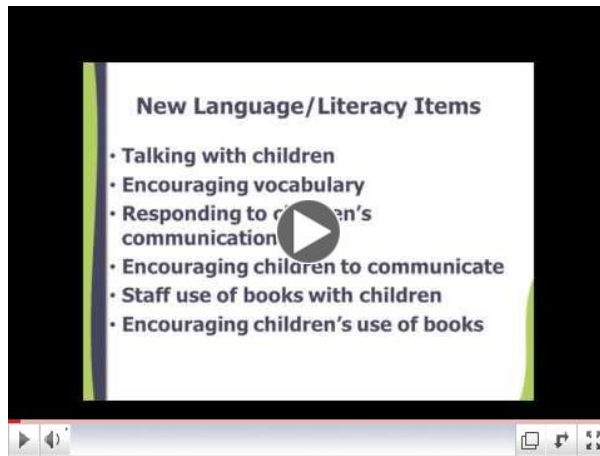 New Language/Literacy Items
· Talking with children
· Encouraging vocabulary
· Responding to children's
communication
· Encouraging children to communicate
· Staff use of books with children
· Encouraging children's use of books